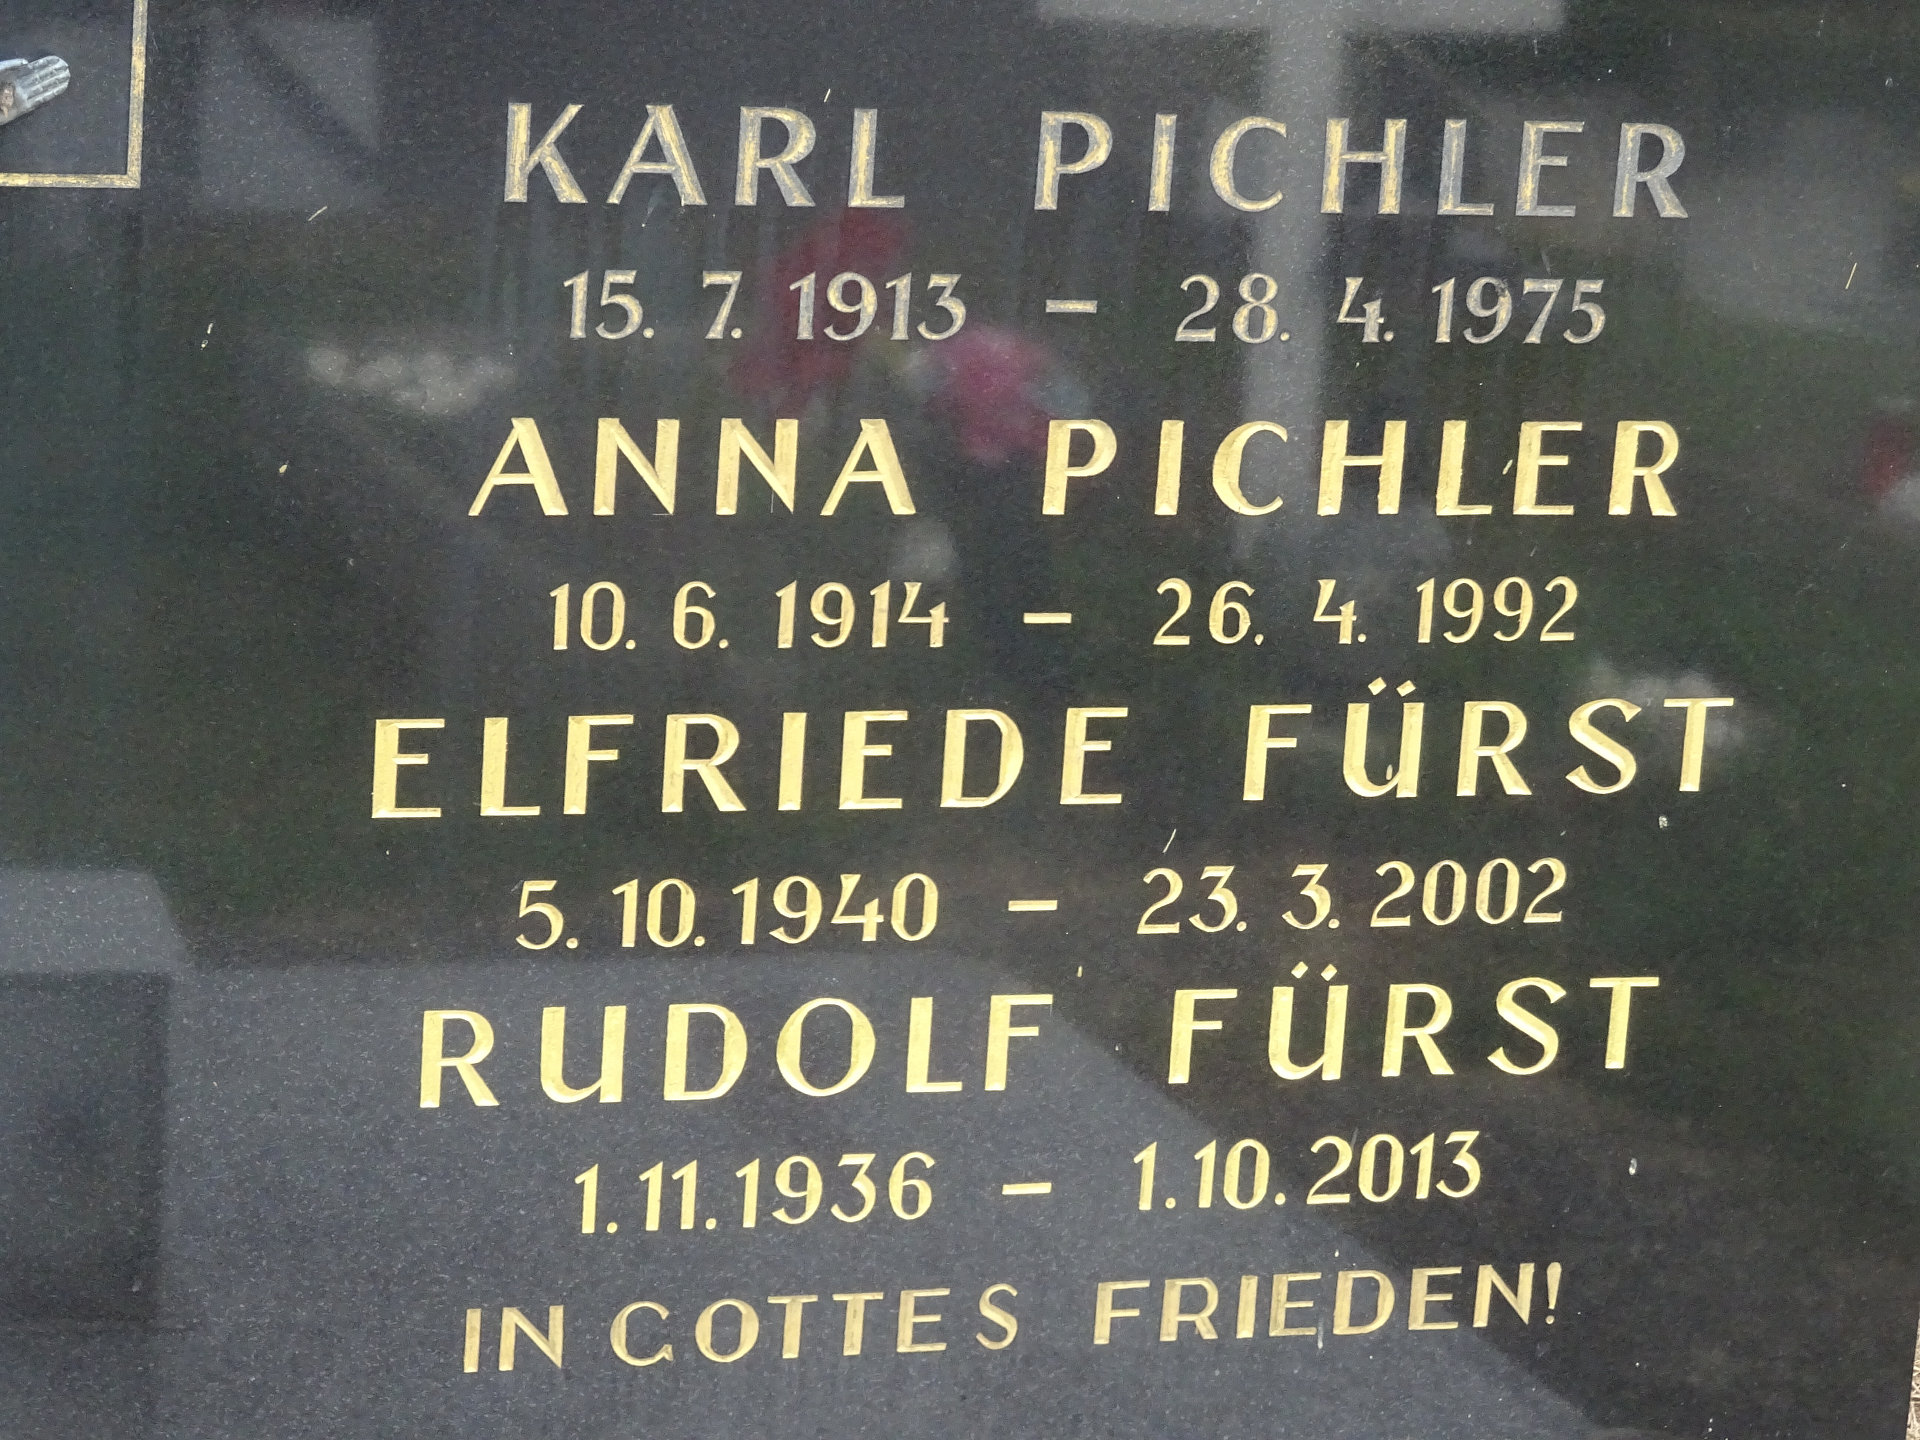 KARL PICHLER
15. 7. 1913 – 28. 4. 1975
ANNA PICHLER
10. 6. 1914 – 26. 4. 1992
ELFRIEDE FÜRST
5. 10. 1940 – 23. 3. 2002
RUDOLF FÜRST
1. 11. 1936 – 1. 10. 2013
IN GOTTES FRIEDEN!